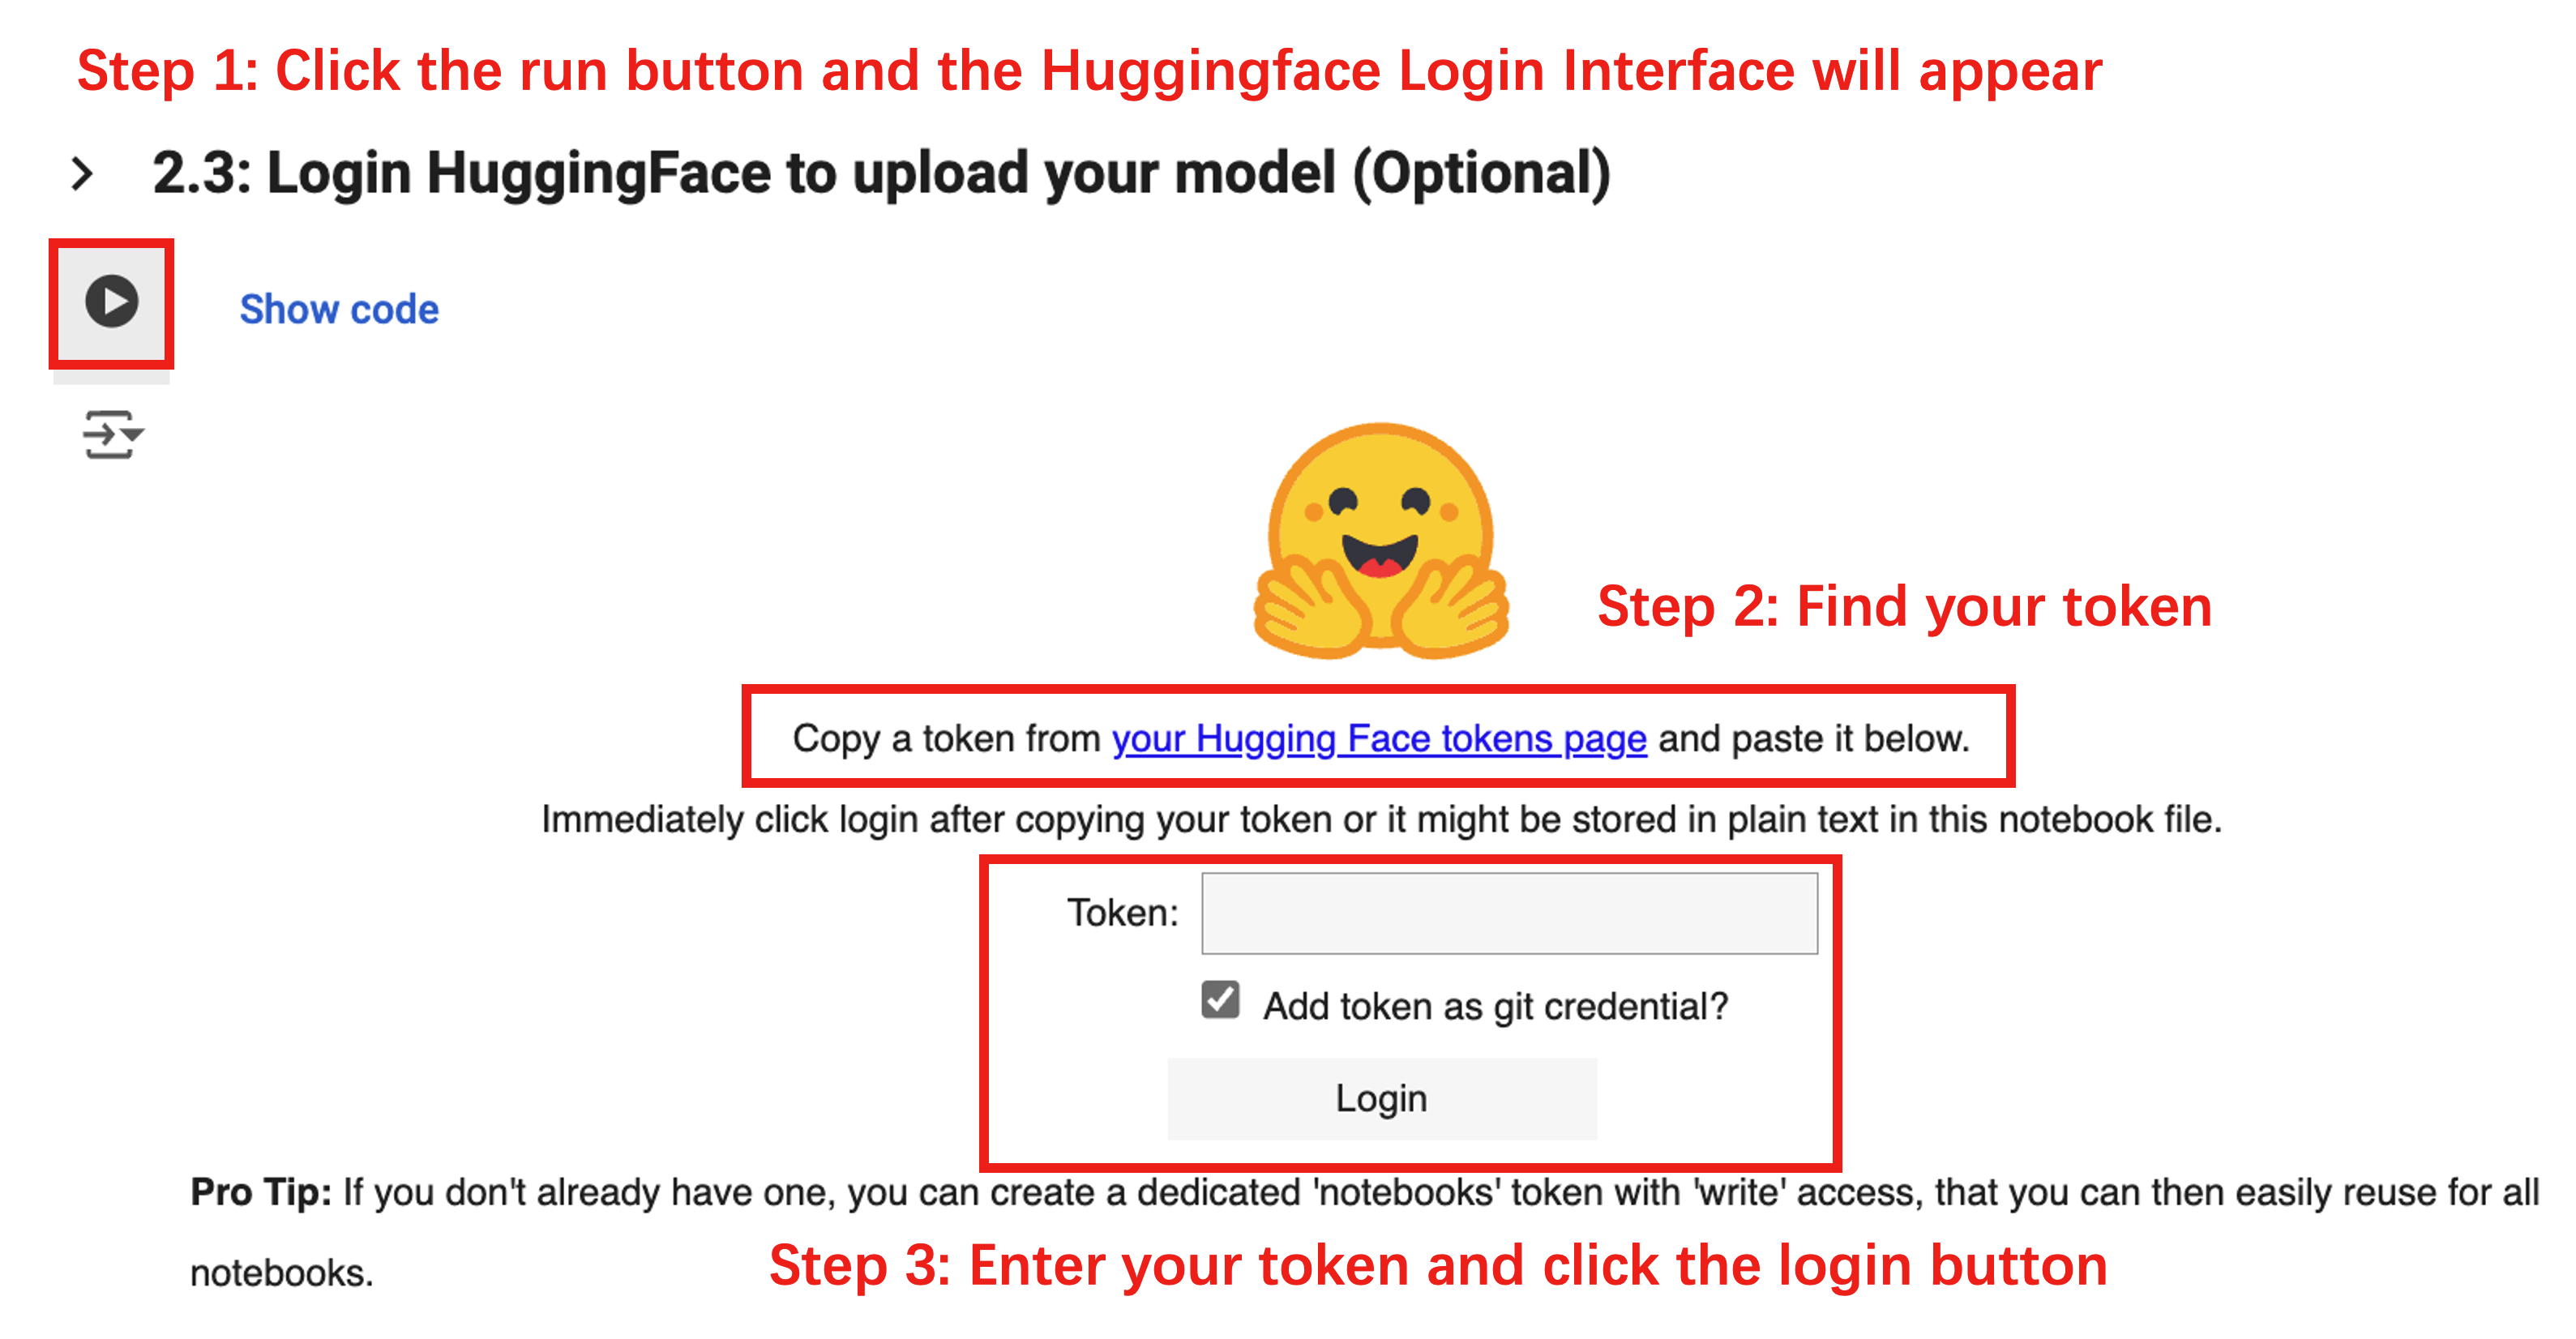 Step 1: Click the run button and the Huggingface Login Interface will appear
2.3: Login HuggingFace to upload your model (Optional)
Show code
Step 2: Find your token
Copy a token from your Hugging Face tokens page and paste it below.
Immediately click login after copying your token or it might be stored in plain text in this notebook file.
Token:
Add token as git credential?
Login
Pro Tip: If you don't already have one, you can create a dedicated 'notebooks' token with 'write' access, that you can then easily reuse for all
notebooks.
Step 3: Enter your token and click the login button